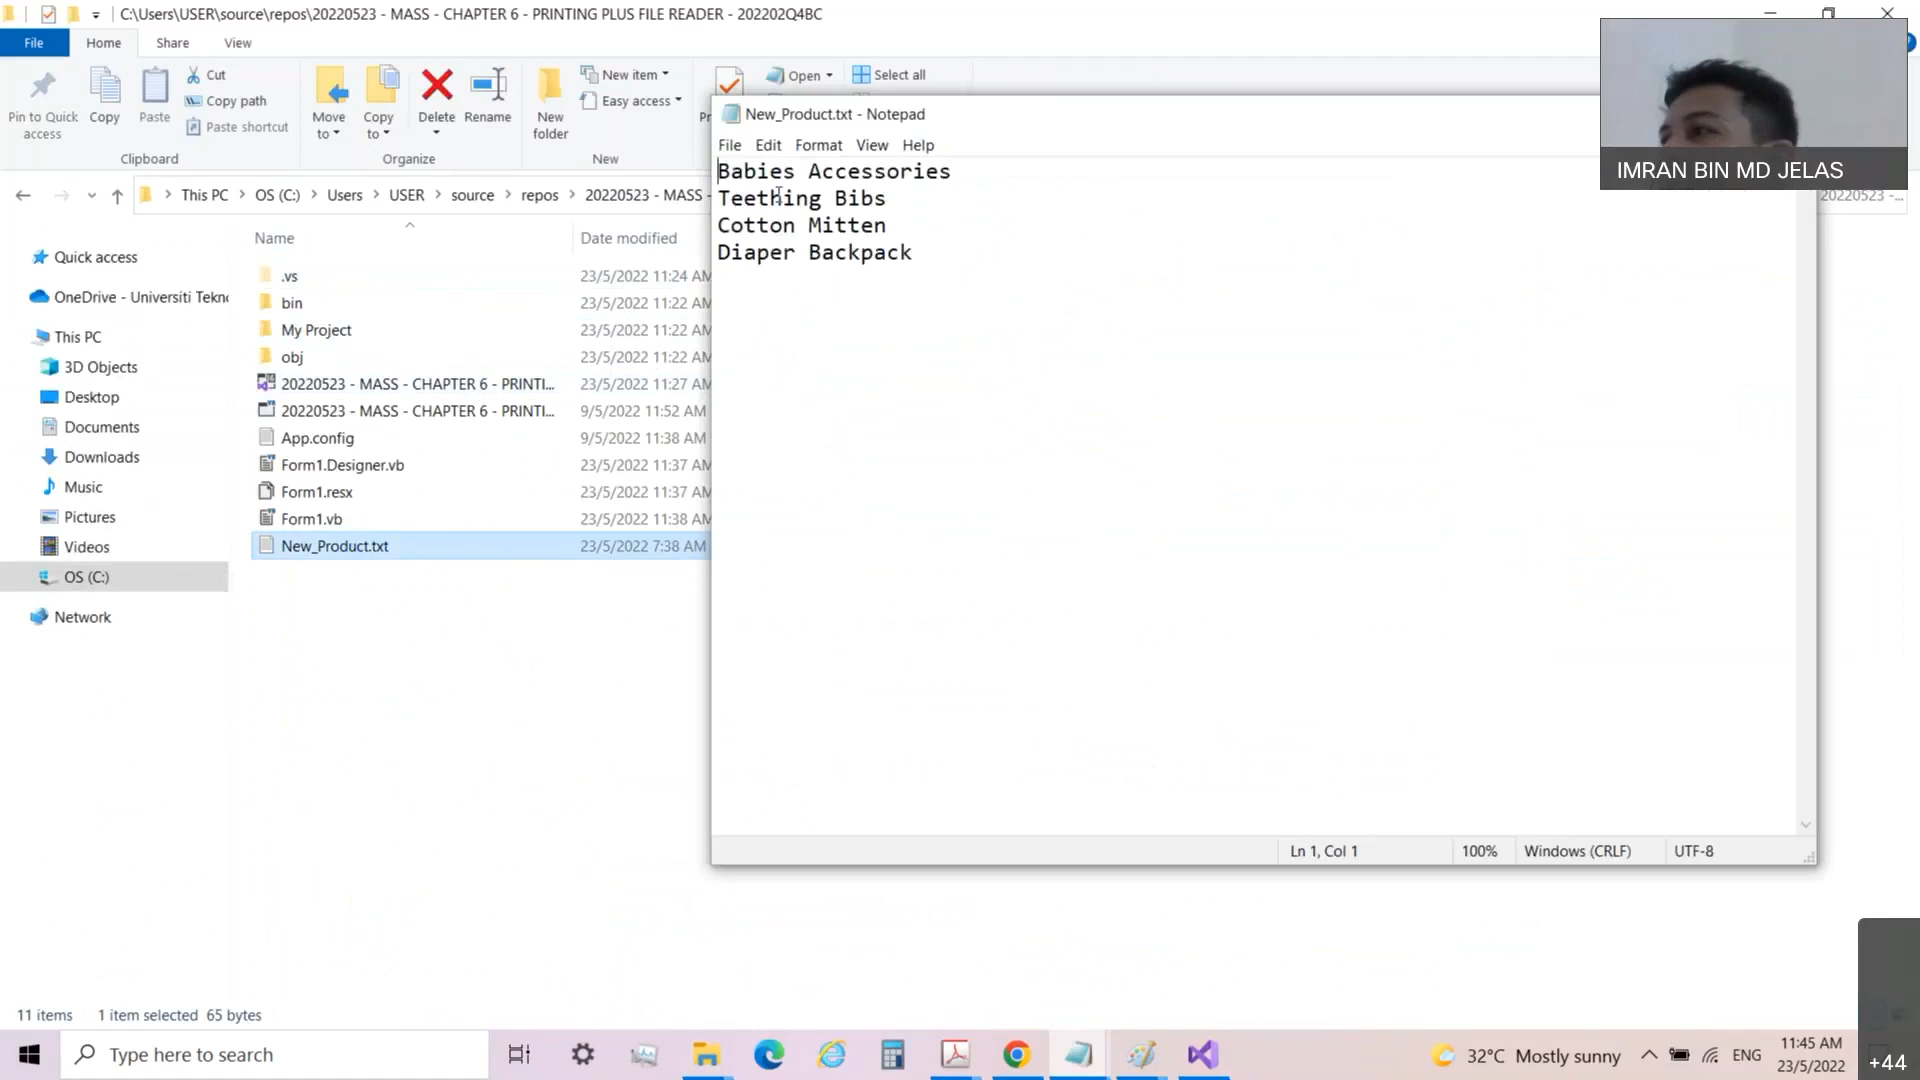 C:\Users\USER\source\repos\20220523 - MASS - CHAPTER 6 - PRINTING PLUS FILE READER - 202202Q4BC
File Home Share View
Pin to Quick access
Copy
Paste
Cut
Copy path
Paste shortcut
Clipboard
Move to
Copy to
Delete
Rename
Organize
New folder
New item
Easy access
New
Pr
Open
Select all
This PC OS (C:) Users USER source repos 20220523 - MASS -
20220523 -...
Quick access
OneDrive - Universiti Tekn
This PC
3D Objects
Desktop
Documents
Downloads
Music
Pictures
Videos
OS (C:)
Network
Name Date modified
.vs 23/5/2022 11:24 AM
bin 23/5/2022 11:22 AM
My Project 23/5/2022 11:22 AM
obj 23/5/2022 11:22 AM
20220523 - MASS - CHAPTER 6 - PRINTI... 23/5/2022 11:27 AM
20220523 - MASS - CHAPTER 6 - PRINTI... 9/5/2022 11:52 AM
App.config 9/5/2022 11:38 AM
Form1.Designer.vb 23/5/2022 11:37 AM
Form1.resx 23/5/2022 11:37 AM
Form1.vb 23/5/2022 11:38 AM
New_Product.txt 23/5/2022 7:38 AM
New_Product.txt - Notepad
File Edit Format View Help
Babies Accessories
Teething Bibs
Cotton Mitten
Diaper Backpack
Ln 1, Col 1 100% Windows (CRLF) UTF-8
IMRAN BIN MD JELAS
11 items 1 item selected 65 bytes
Type here to search
32°C Mostly sunny
ENG
11:45 AM
23/5/2022
+44